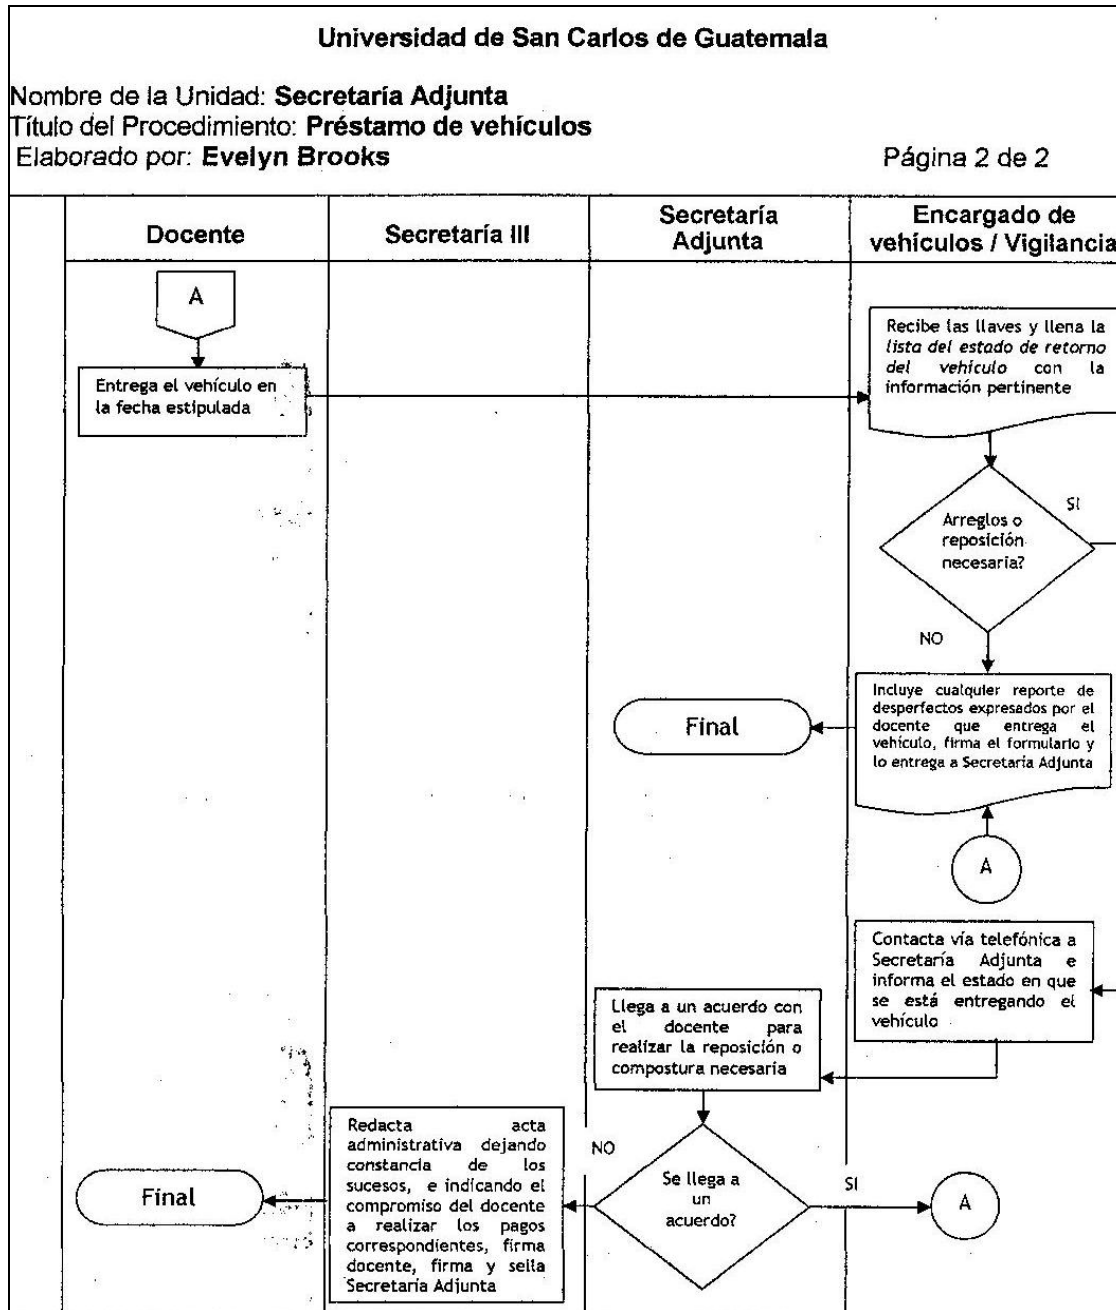 Universidad de San Carlos de Guatemala
Nombre de la Unidad: Secretaría Adjunta
Título del Procedimiento: Préstamo de vehículos
Elaborado por: Evelyn Brooks
Página 2 de 2
Docente
Secretaría III
Secretaría
Adjunta
Encargado de
vehículos / Vigilancia
A
Entrega el vehículo en
la fecha estipulada
Recibe las llaves y llena la
lista del estado de retorno
del vehículo con la
información pertinente
Arreglos o
reposición
necesaria?
SI
NO
Incluye cualquier reporte de
desperfectos expresados por el
docente que entrega el
vehículo, firma el formulario y
lo entrega a Secretaría Adjunta
Final
A
Contacta vía telefónica a
Secretaría Adjunta e
informa el estado en que
se está entregando el
vehículo
Llega a un acuerdo con
el docente para
realizar la reposición o
compostura necesaria
Se llega a
un
acuerdo?
NO
SI
A
Redacta acta
administrativa dejando
constancia de los
sucesos, e indicando el
compromiso del docente
a realizar los pagos
correspondientes, firma
docente, firma y sella
Secretaría Adjunta
Final